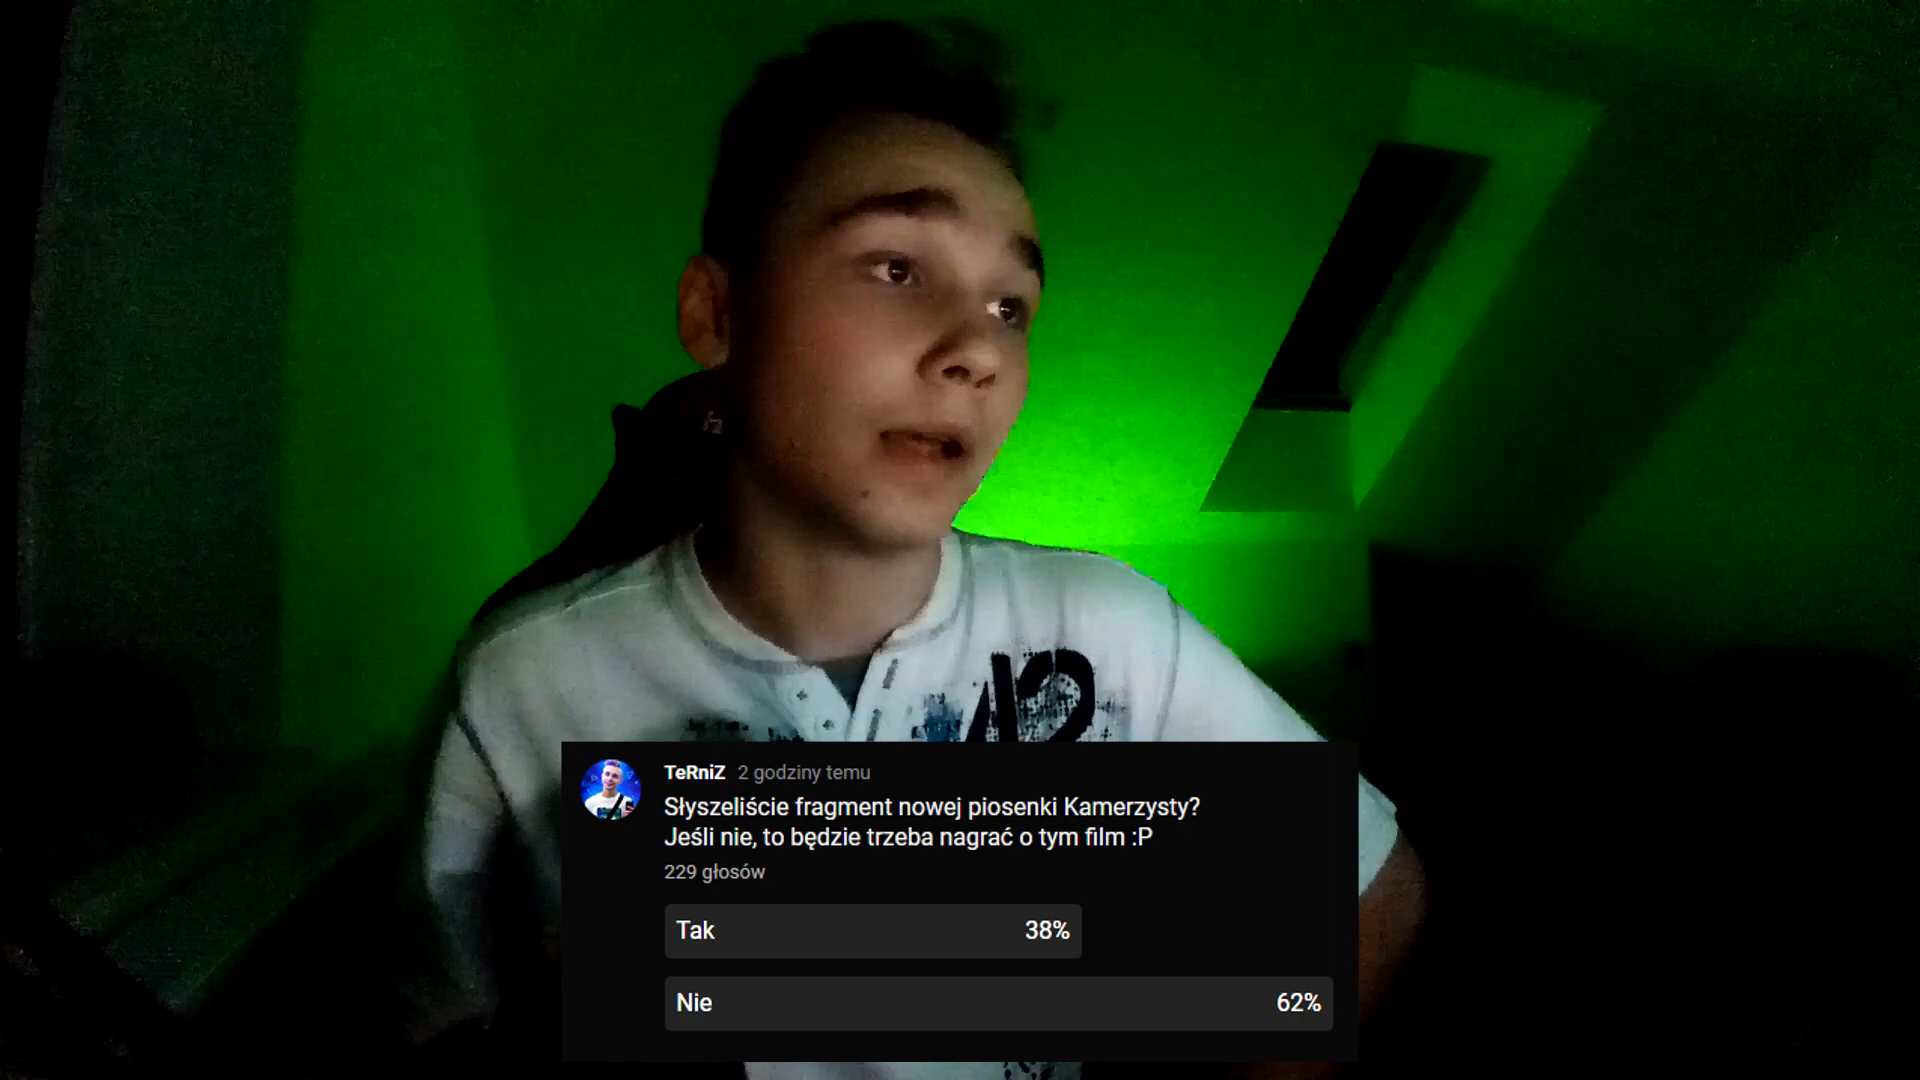 12
TeRniZ 2 godziny temu
Słyszeliście fragment nowej piosenki Kamerzysty?
Jeśli nie, to będzie trzeba nagrać o tym film :P
229 głosów
Tak 38%
Nie 62%